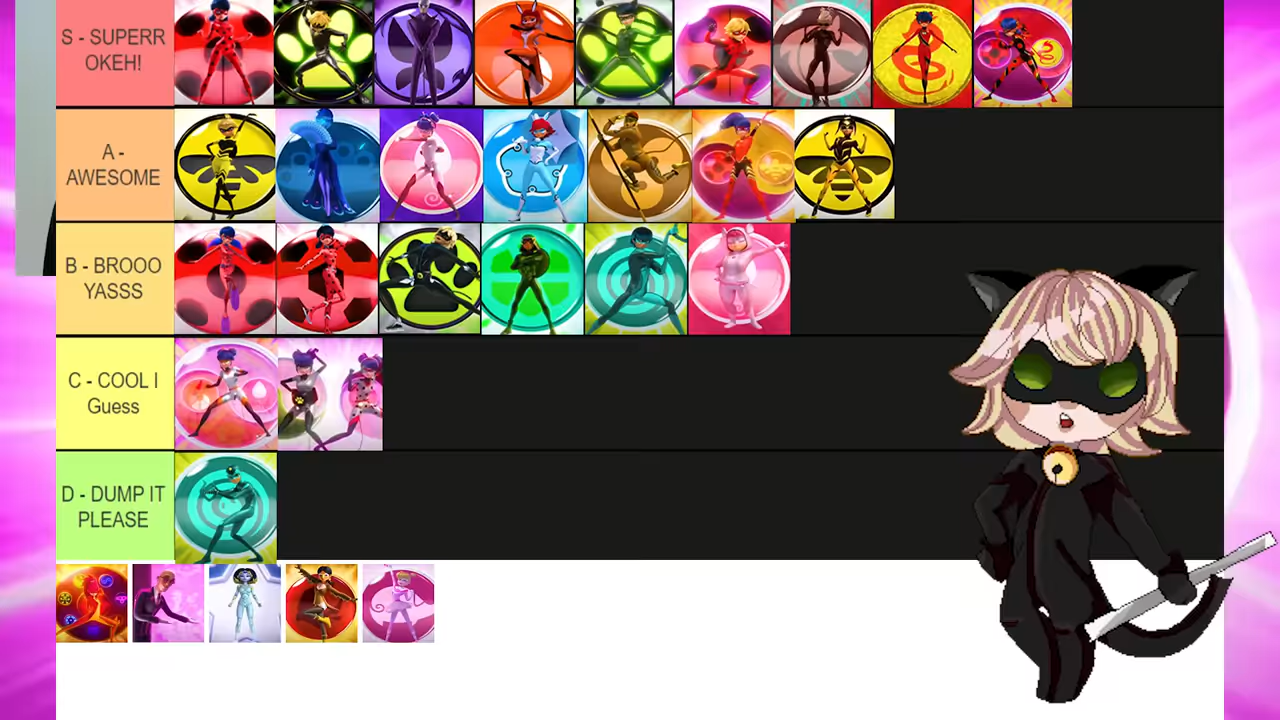 S - SUPERR
OKEH!
A -
AWESOME
B - BROOO
YASSS
C - COOL I
Guess
D - DUMP IT
PLEASE